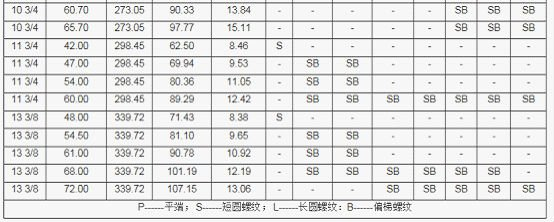 10 3/4 60.70 273.05 90.33 13.84 - - - - - SB SB SB
10 3/4 65.70 273.05 97.77 15.11 - - - - - SB SB SB
11 3/4 42.00 298.45 62.50 8.46 S - - - - - - -
11 3/4 47.00 298.45 69.94 9.53 - SB SB - - - - -
11 3/4 54.00 298.45 80.36 11.05 - SB SB - - - - -
11 3/4 60.00 298.45 89.29 12.42 - SB SB SB SB SB SB SB
13 3/8 48.00 339.72 71.43 8.38 S - - - - - - -
13 3/8 54.50 339.72 81.10 9.65 - SB SB - - - - -
13 3/8 61.00 339.72 90.78 10.92 - SB SB - - - - -
13 3/8 68.00 339.72 101.19 12.19 - SB SB SB SB SB SB -
13 3/8 72.00 339.72 107.15 13.06 - - - SB SB SB SB SB
P------平端; S------短圆螺纹; L------长圆螺纹: B------偏梯螺纹